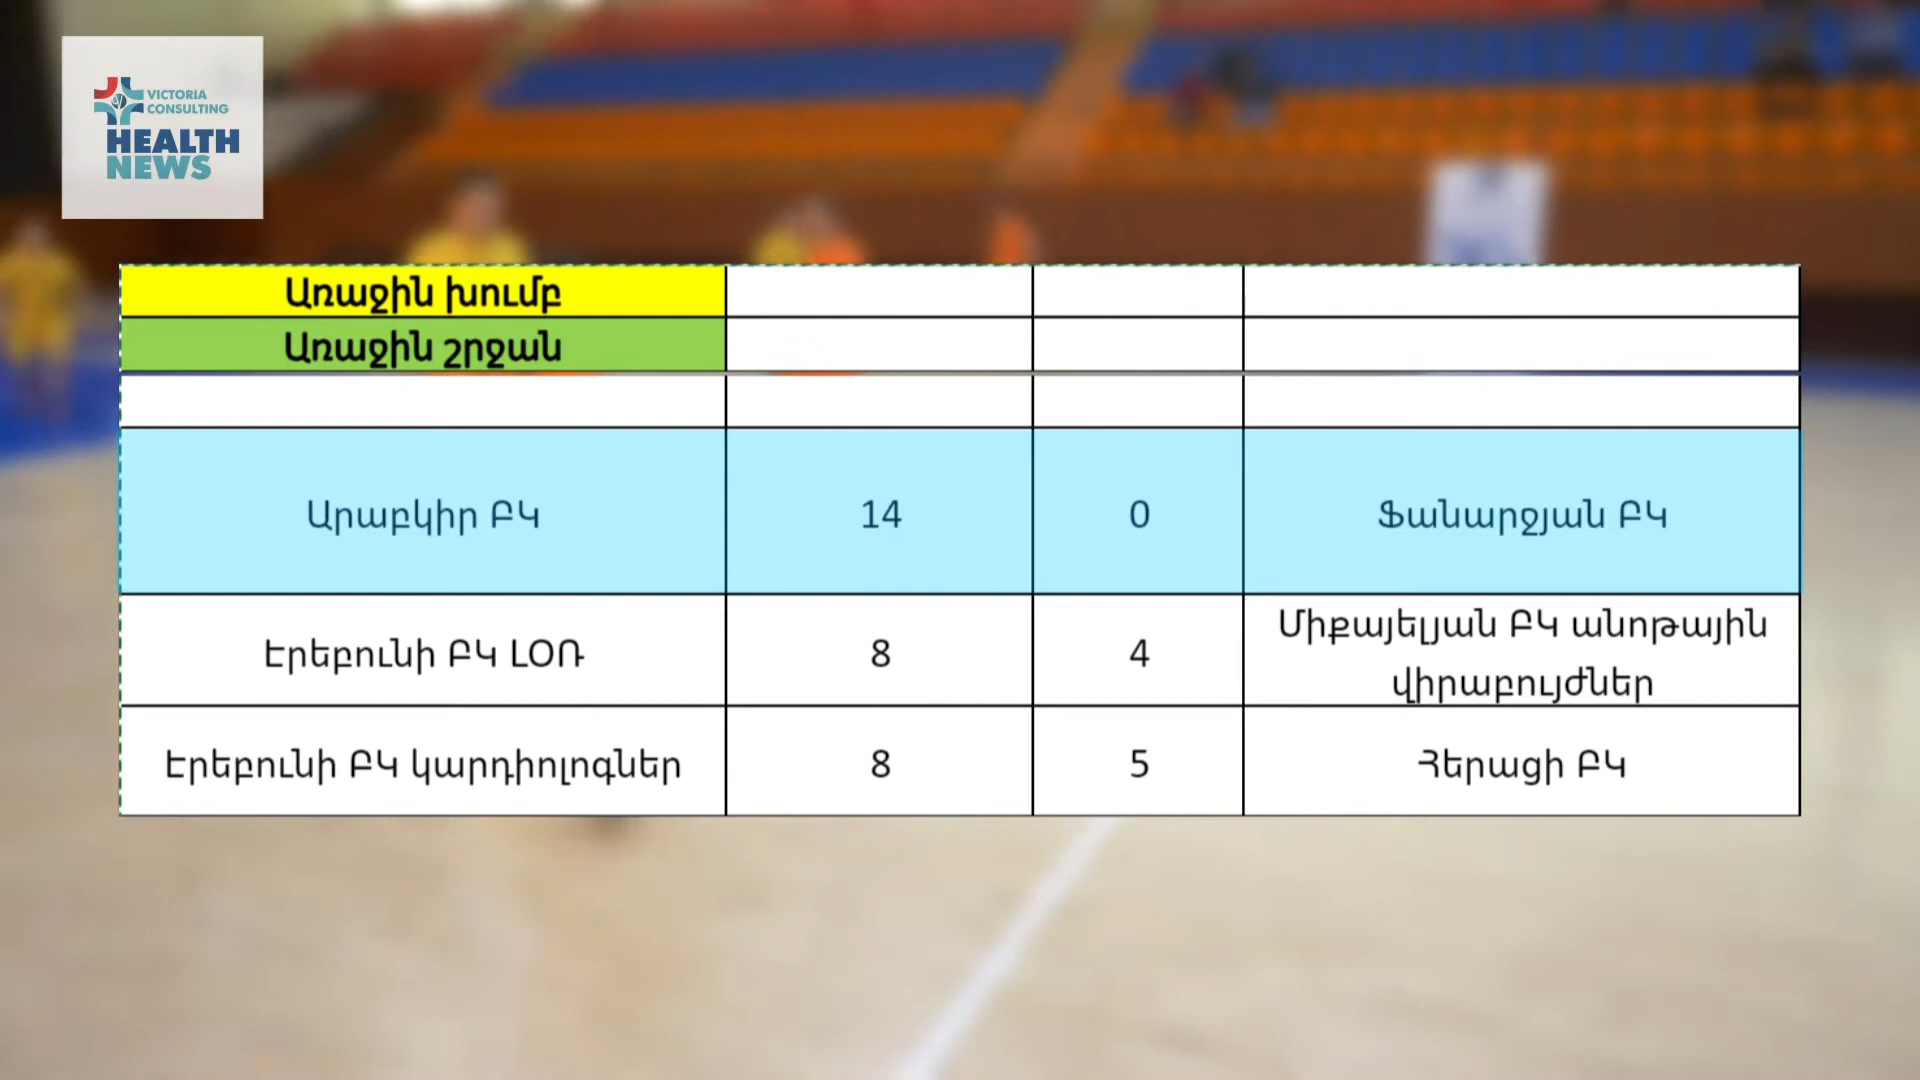 VICTORIA
CONSULTING
HEALTH
NEWS
Առաջին խումբ
Առաջին շրջան
Արաբկիր ԲԿ 14 0 Ֆանարջյան ԲԿ
Էրեբունի ԲԿ ԼՕՌ 8 4 Միքայելյան ԲԿ անոթային
վիրաբույժներ
Էրեբունի ԲԿ կարդիոլոգներ 8 5 Հերացի ԲԿ